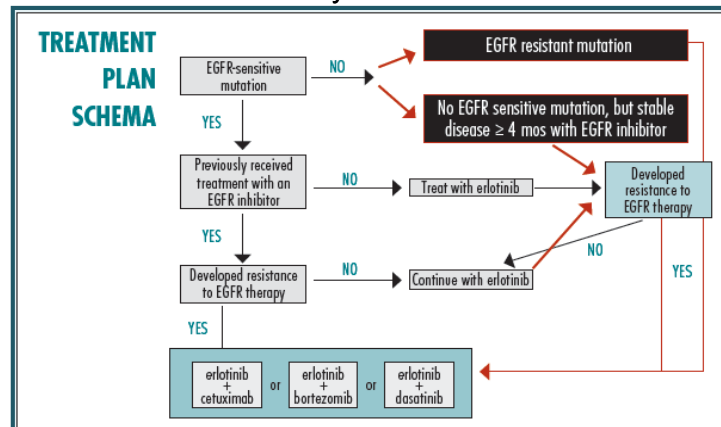 TREATMENT
PLAN
SCHEMA
EGFR-sensitive
mutation
NO
EGFR resistant mutation
No EGFR sensitive mutation, but stable
disease ≥ 4 mos with EGFR inhibitor
YES
Previously received
treatment with an
EGFR inhibitor
NO
Treat with erlotinib
Developed
resistance to
EGFR therapy
YES
NO
Developed resistance
to EGFR therapy
NO
Continue with erlotinib
YES
YES
erlotinib
+
cetuximab
or
erlotinib
+
bortezomib
or
erlotinib
+
dasatinib